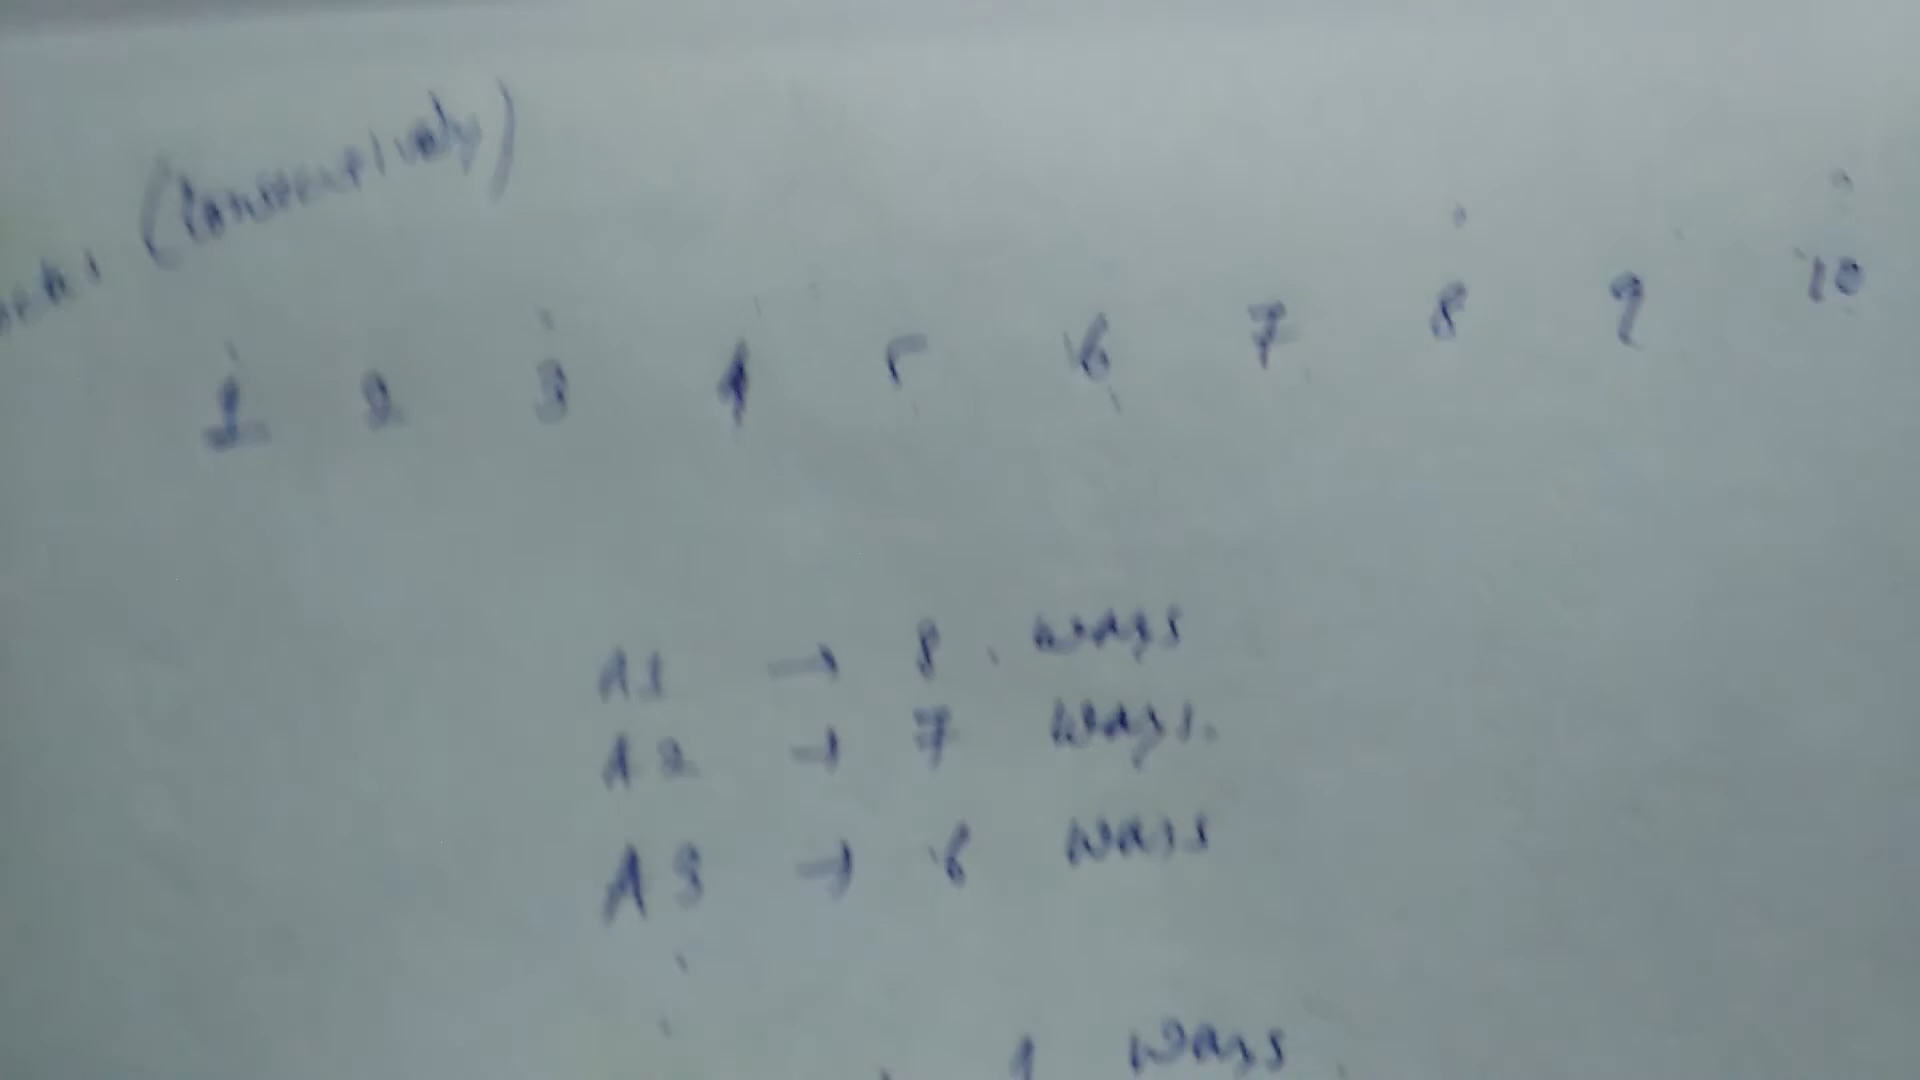 (Consecutively)
1 2 3 4 5 6 7 8 9 10
A1 → 8 ways
A2 → 7 ways.
A3 → 6 ways
1 ways